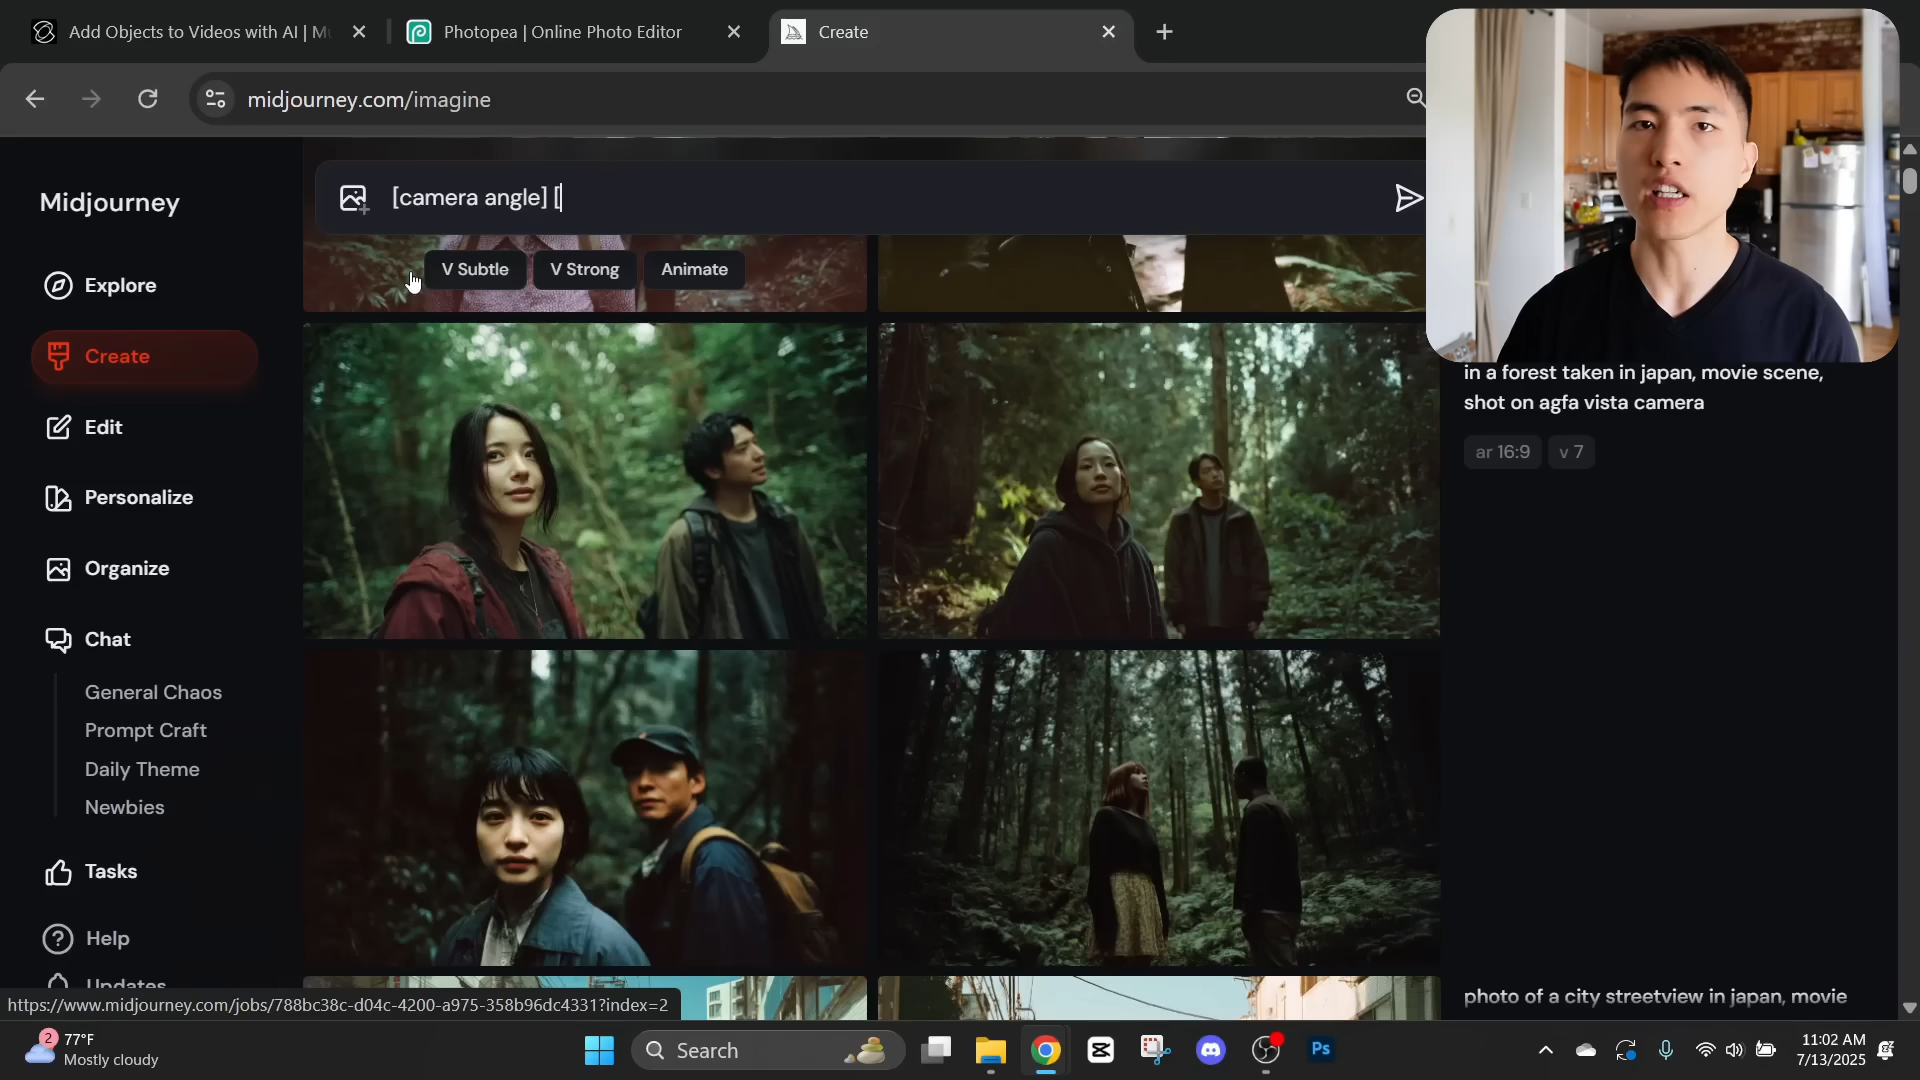 Add Objects to Videos with AI | Mu
Photopea | Online Photo Editor
Create
midjourney.com/imagine
Midjourney
[camera angle] [
V Subtle
V Strong
Animate
Explore
Create
Edit
Personalize
Organize
Chat
General Chaos
Prompt Craft
Daily Theme
Newbies
Tasks
Help
Updates
in a forest taken in japan, movie scene,
shot on agfa vista camera
ar 16:9
v 7
photo of a city streetview in japan, movie
https://www.midjourney.com/jobs/788bc38c-d04c-4200-a975-358b96dc4331?index=2
2
77°F
Mostly cloudy
Search
Ps
11:02 AM
7/13/2025